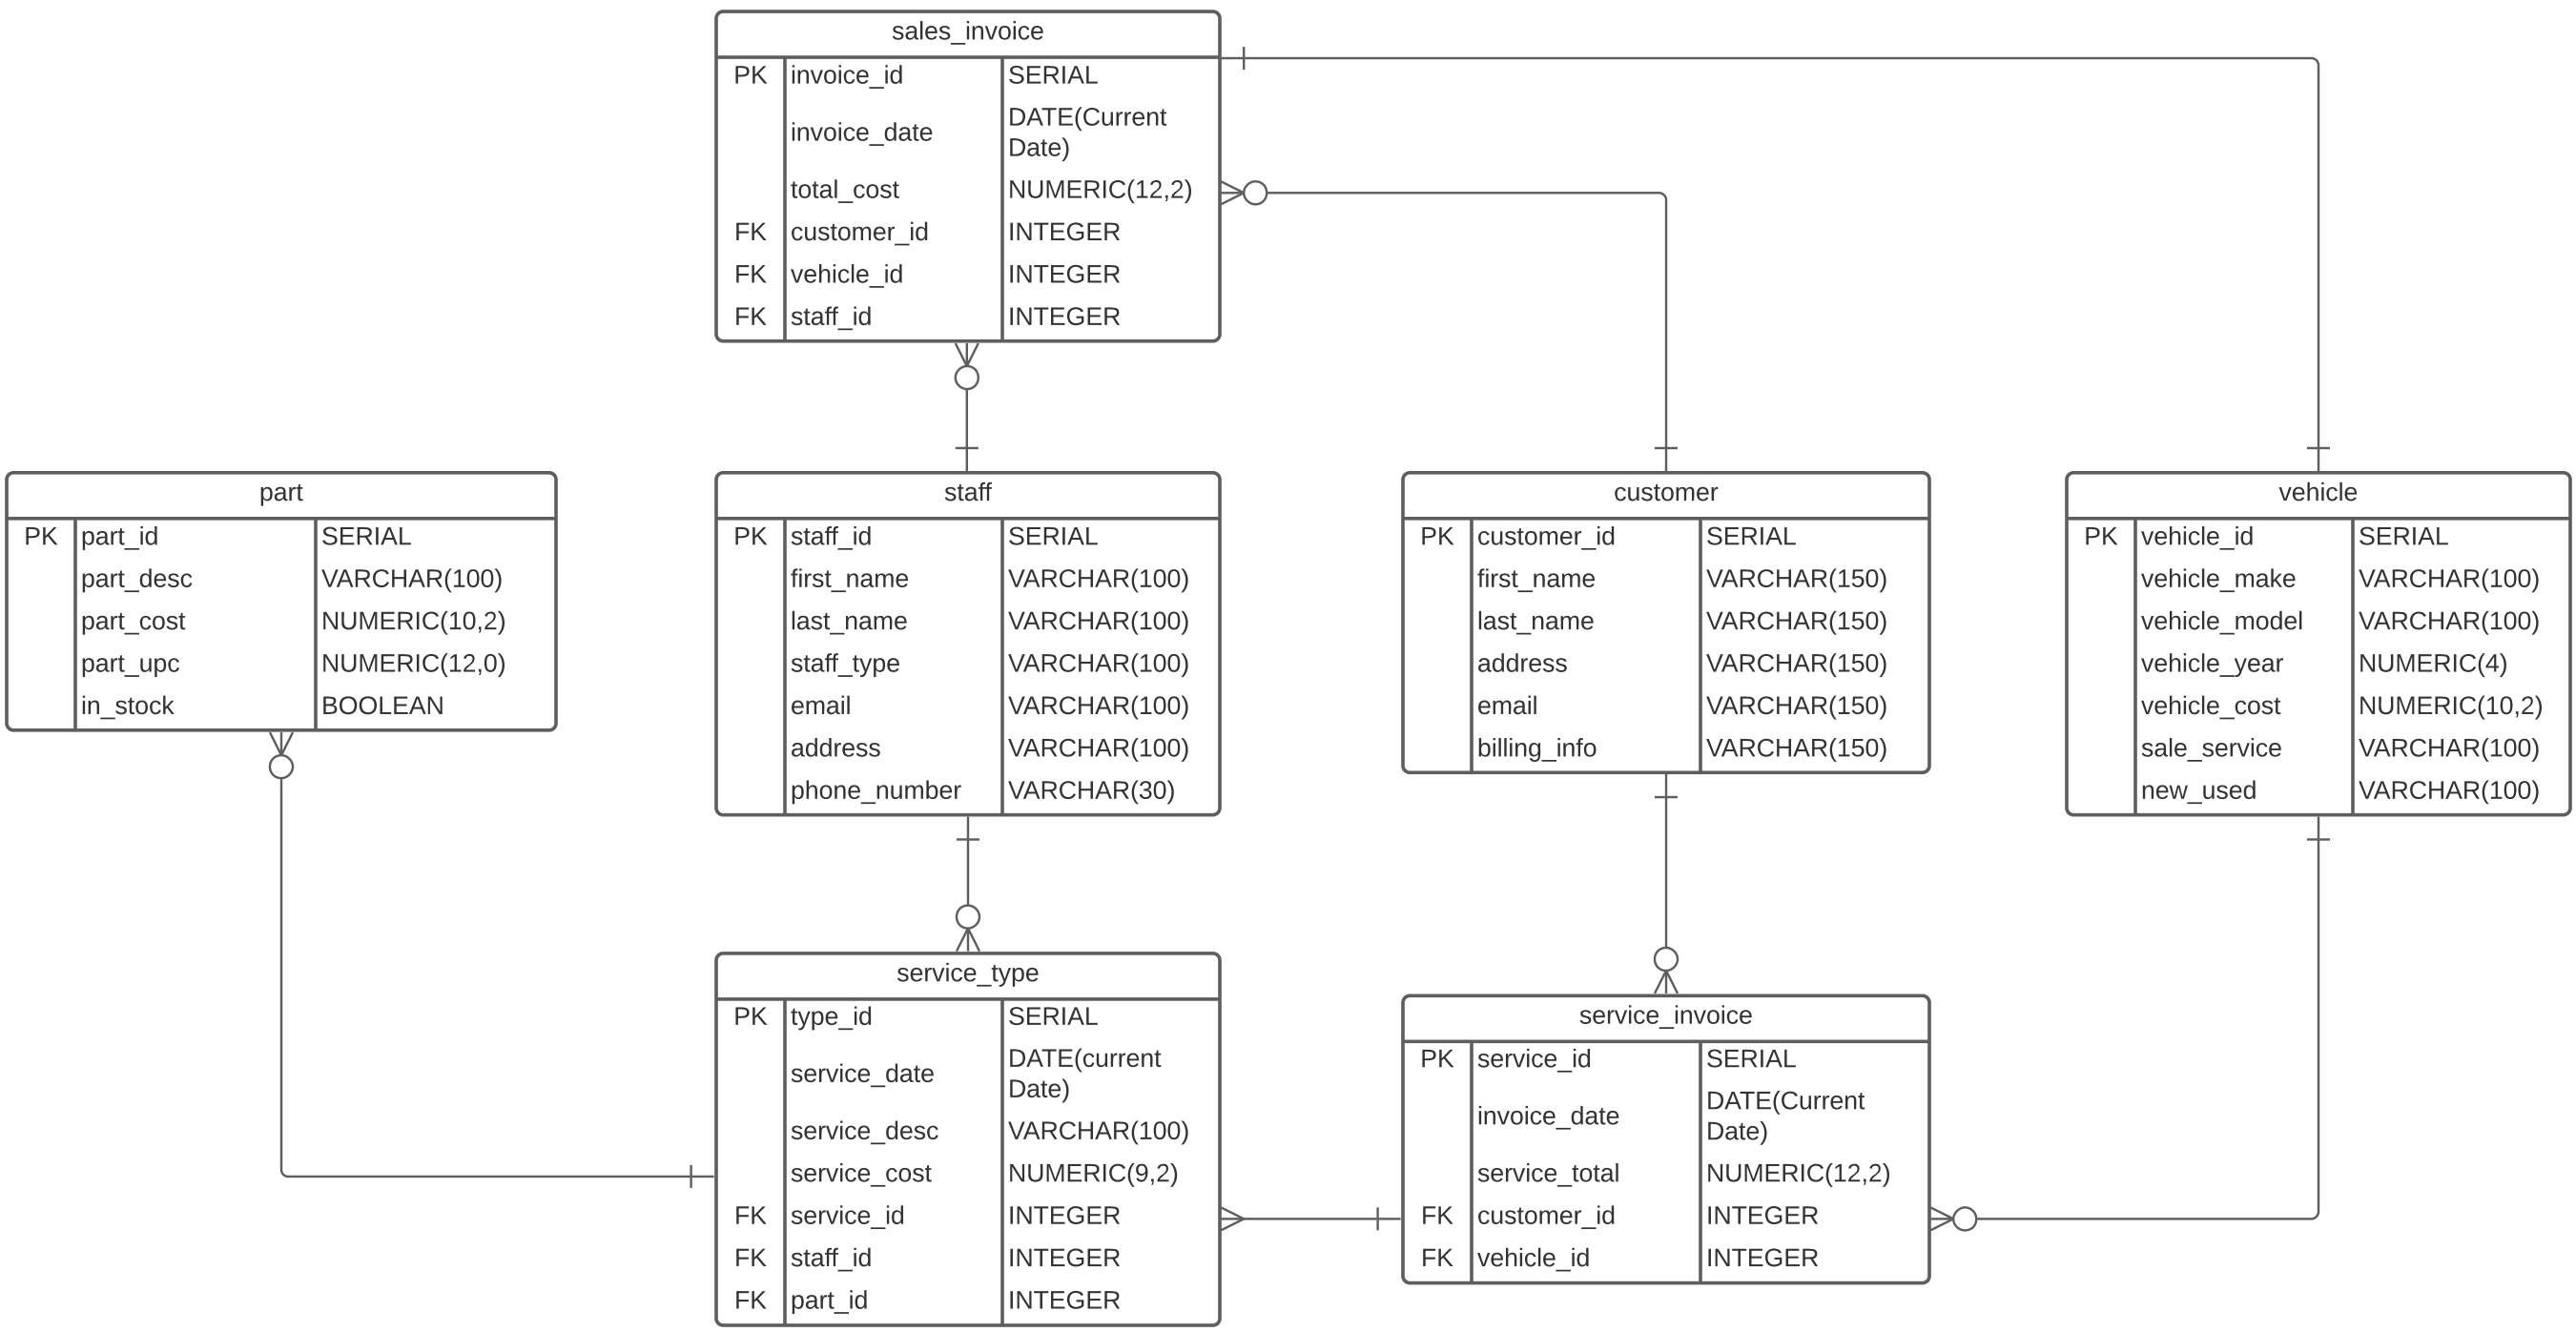 sales_invoice
PK invoice_id SERIAL
invoice_date DATE(Current
Date)
total_cost NUMERIC(12,2)
FK customer_id INTEGER
FK vehicle_id INTEGER
FK staff_id INTEGER
part
PK part_id SERIAL
part_desc VARCHAR(100)
part_cost NUMERIC(10,2)
part_upc NUMERIC(12,0)
in_stock BOOLEAN
staff
PK staff_id SERIAL
first_name VARCHAR(100)
last_name VARCHAR(100)
staff_type VARCHAR(100)
email VARCHAR(100)
address VARCHAR(100)
phone_number VARCHAR(30)
customer
PK customer_id SERIAL
first_name VARCHAR(150)
last_name VARCHAR(150)
address VARCHAR(150)
email VARCHAR(150)
billing_info VARCHAR(150)
vehicle
PK vehicle_id SERIAL
vehicle_make VARCHAR(100)
vehicle_model VARCHAR(100)
vehicle_year NUMERIC(4)
vehicle_cost NUMERIC(10,2)
sale_service VARCHAR(100)
new_used VARCHAR(100)
service_type
PK type_id SERIAL
service_date DATE(current
Date)
service_desc VARCHAR(100)
service_cost NUMERIC(9,2)
FK service_id INTEGER
FK staff_id INTEGER
FK part_id INTEGER
service_invoice
PK service_id SERIAL
invoice_date DATE(Current
Date)
service_total NUMERIC(12,2)
FK customer_id INTEGER
FK vehicle_id INTEGER